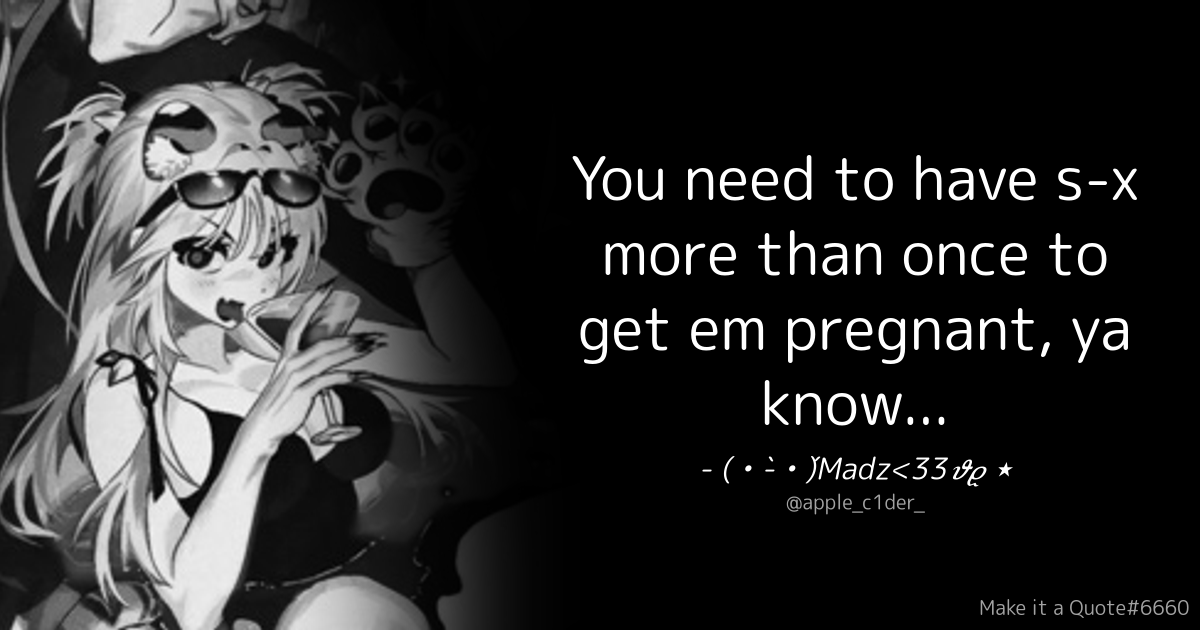 You need to have s-x
more than once to
get em pregnant, ya
know...
- ( • ᷄- • ᷅ )Madz<33 𝜗𝜚 ⋆
@apple_c1der_
Make it a Quote#6660